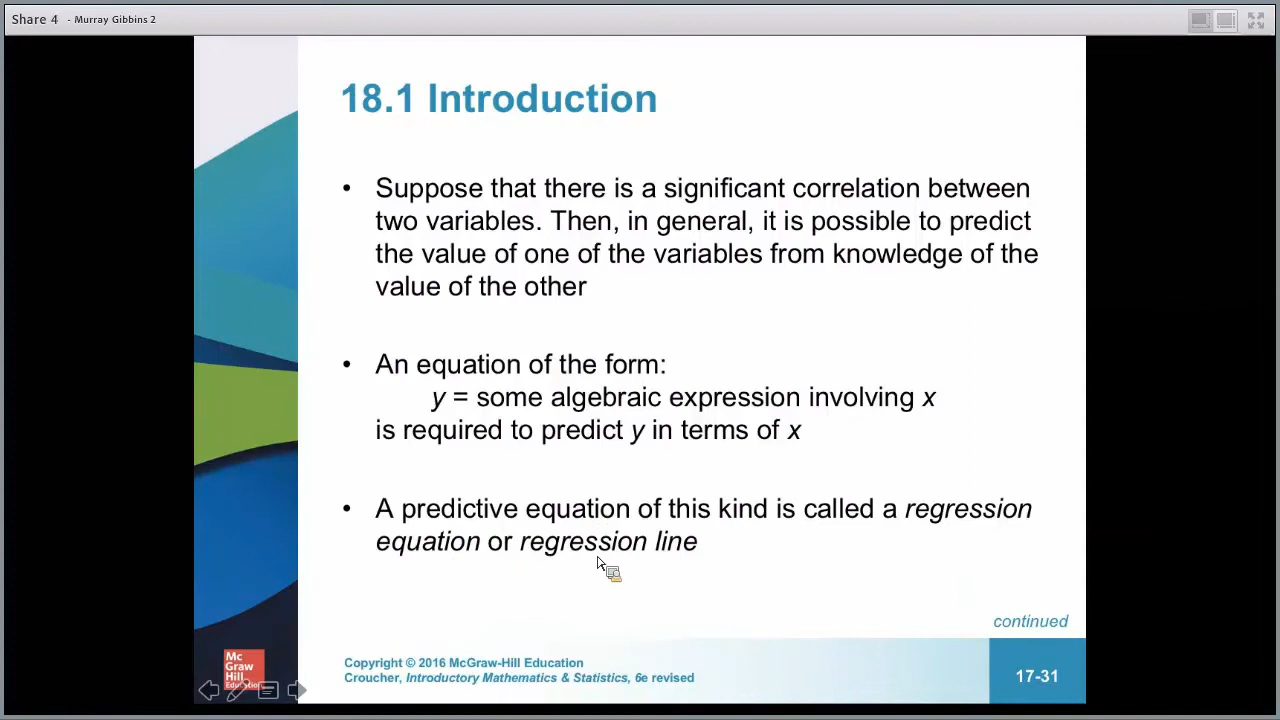 Share 4 - Murray Gibbins 2
18.1 Introduction
• Suppose that there is a significant correlation between
two variables. Then, in general, it is possible to predict
the value of one of the variables from knowledge of the
value of the other
• An equation of the form:
y = some algebraic expression involving x
is required to predict y in terms of x
• A predictive equation of this kind is called a regression
equation or regression line
continued
Mc
Graw
Hill
Education
Copyright © 2016 McGraw-Hill Education
Croucher, Introductory Mathematics & Statistics, 6e revised
17-31